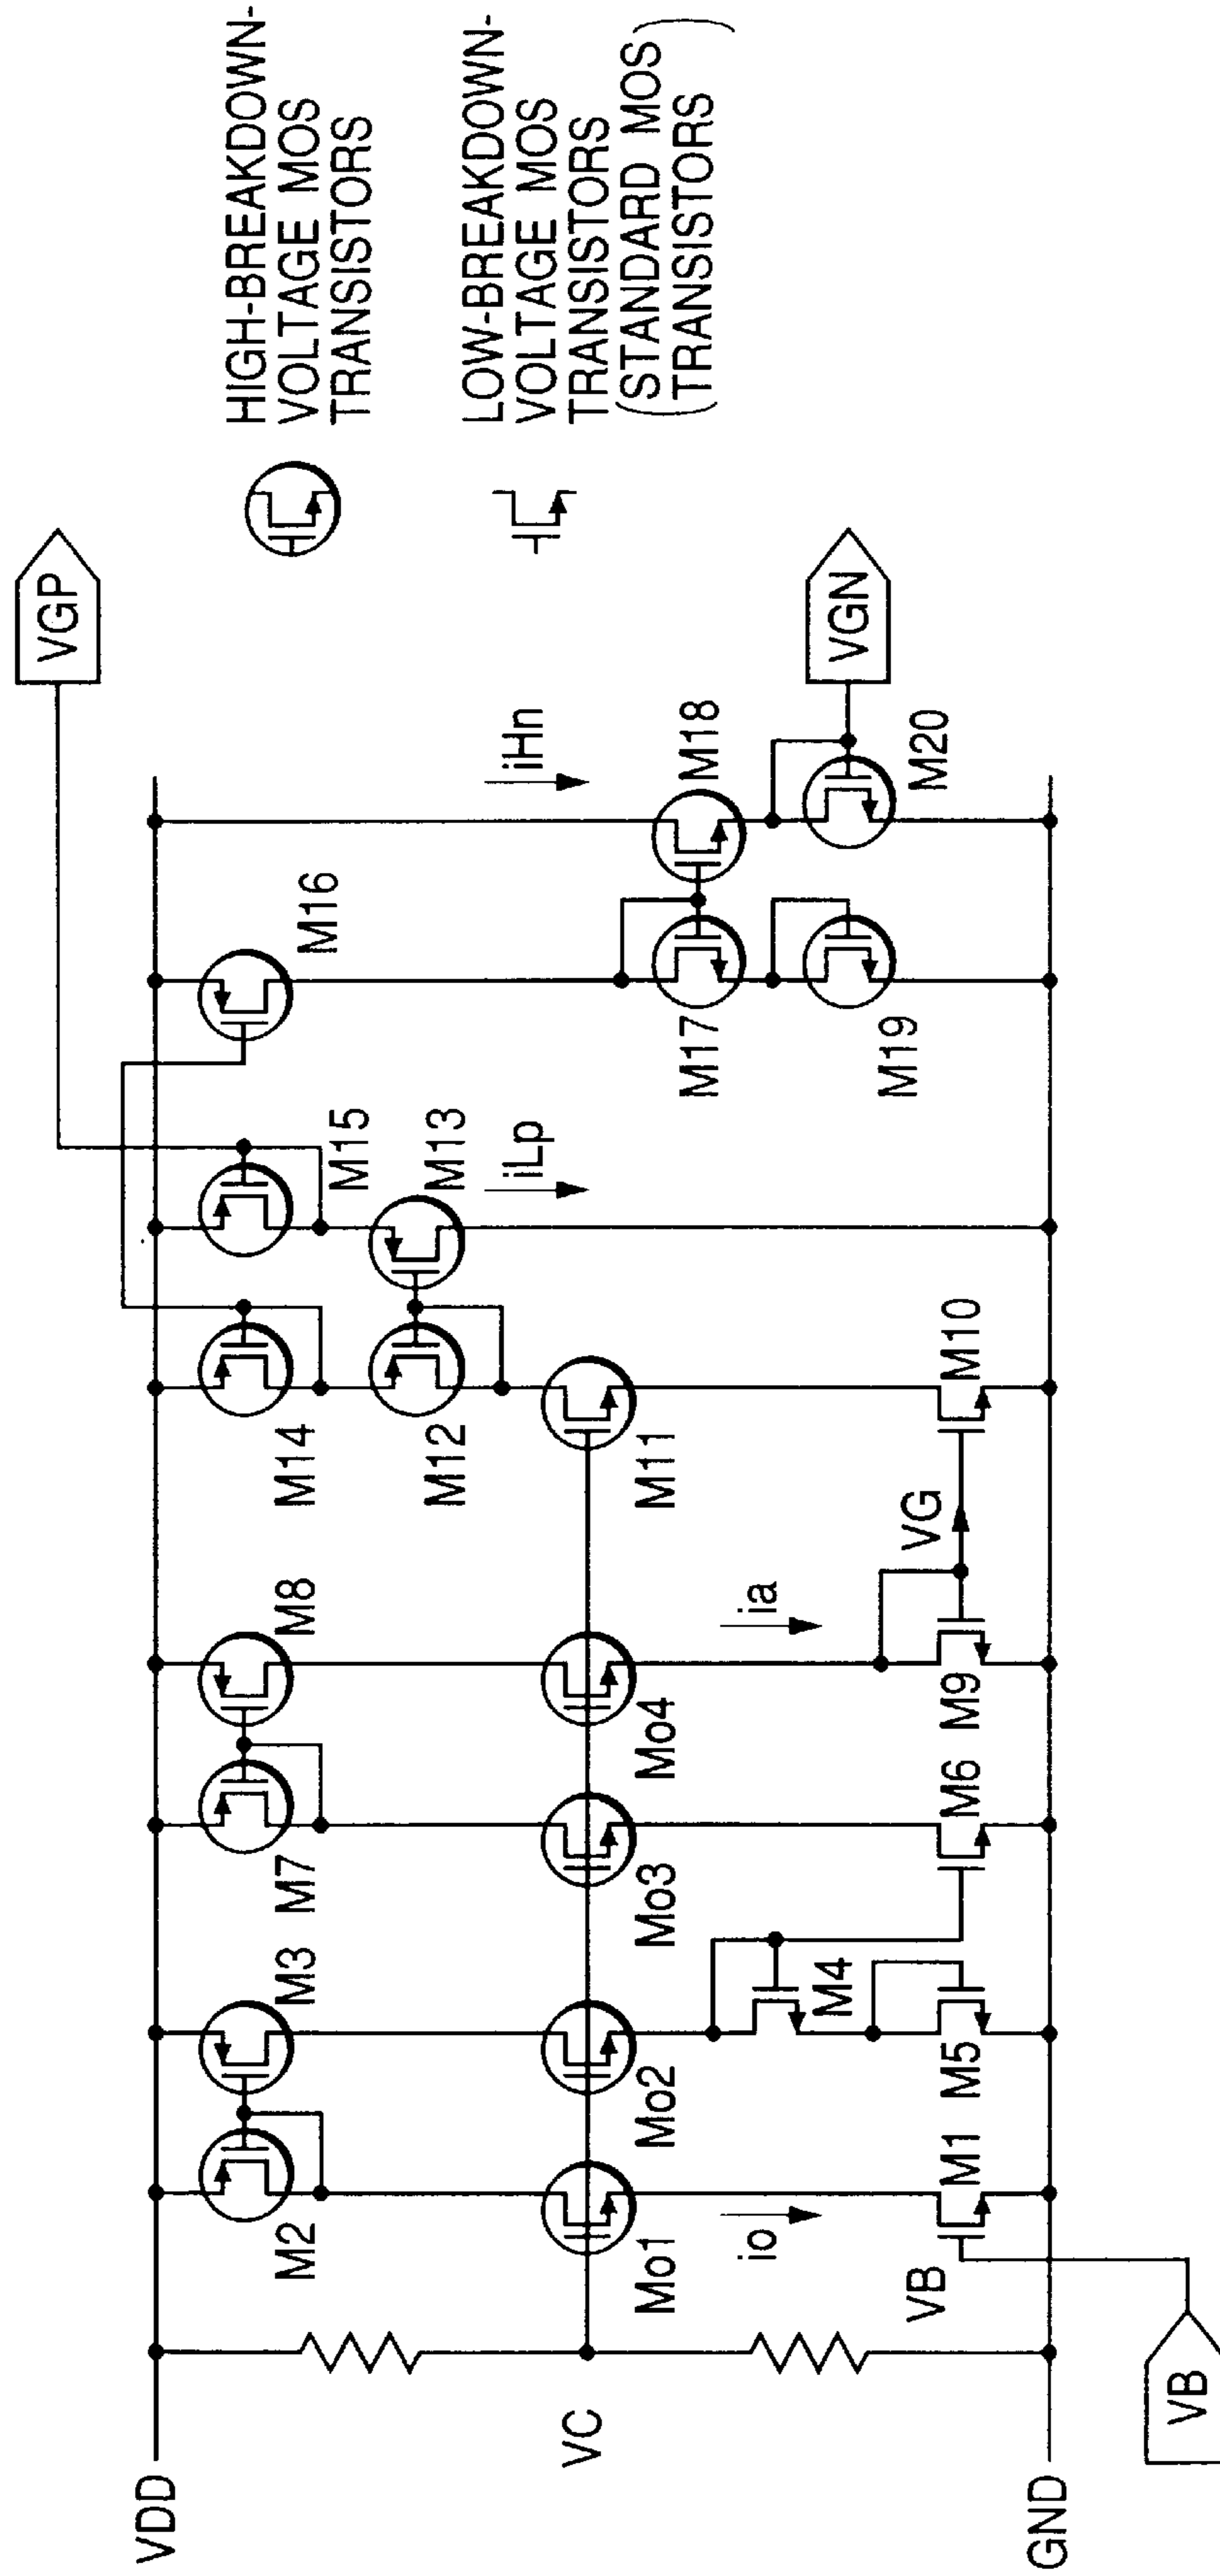 VGP
HIGH-BREAKDOWN-
VOLTAGE MOS
TRANSISTORS
LOW-BREAKDOWN-
VOLTAGE MOS
TRANSISTORS
(STANDARD MOS
TRANSISTORS)
VDD
M2
M3
M7
M8
M14
M15
M16
M12
M13
iLp
iHn
VC
Mo1
Mo2
Mo3
Mo4
M11
M17
M18
io
ia
M4
VB
M1
M5
M6
M9
VG
M10
M19
M20
VGN
GND
VB